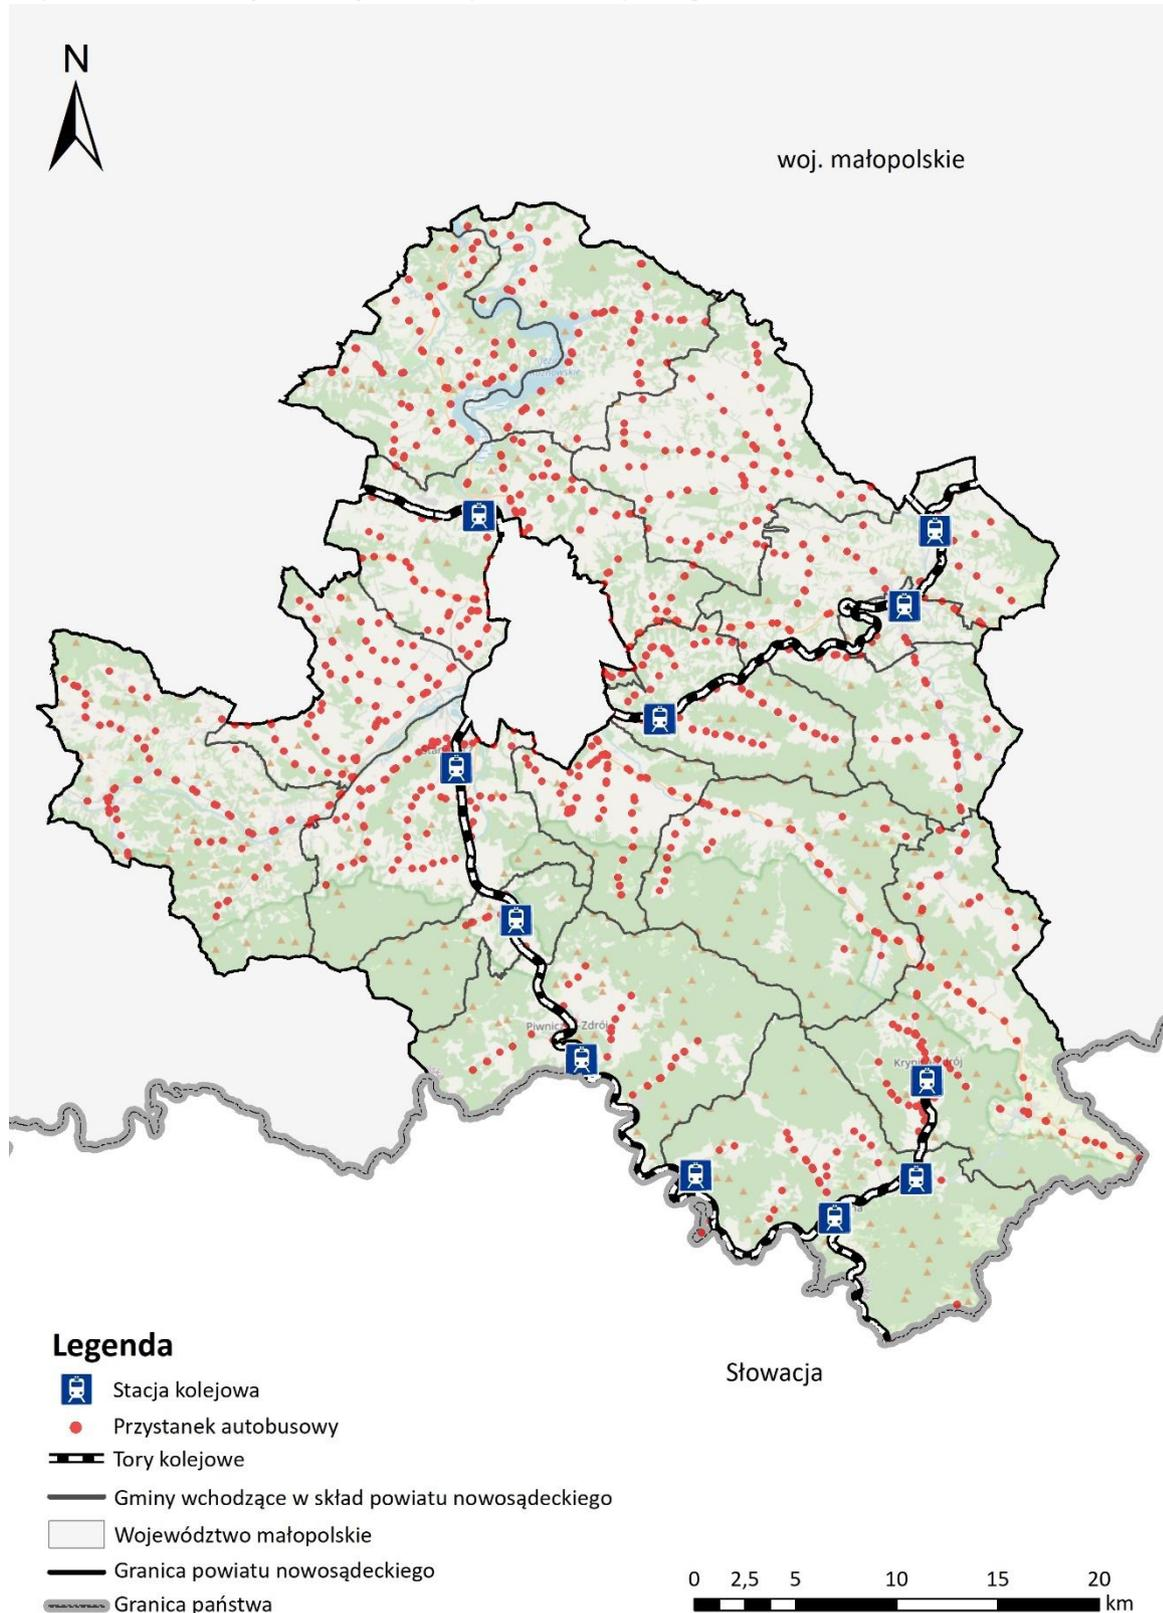 N
woj. małopolskie
Piwniczna-Zdrój
Słowacja
Legenda
Stacja kolejowa
Przystanek autobusowy
Tory kolejowe
Gminy wchodzące w skład powiatu nowosądeckiego
Województwo małopolskie
Granica powiatu nowosądeckiego
Granica państwa
0 2,5 5 10 15 20
km